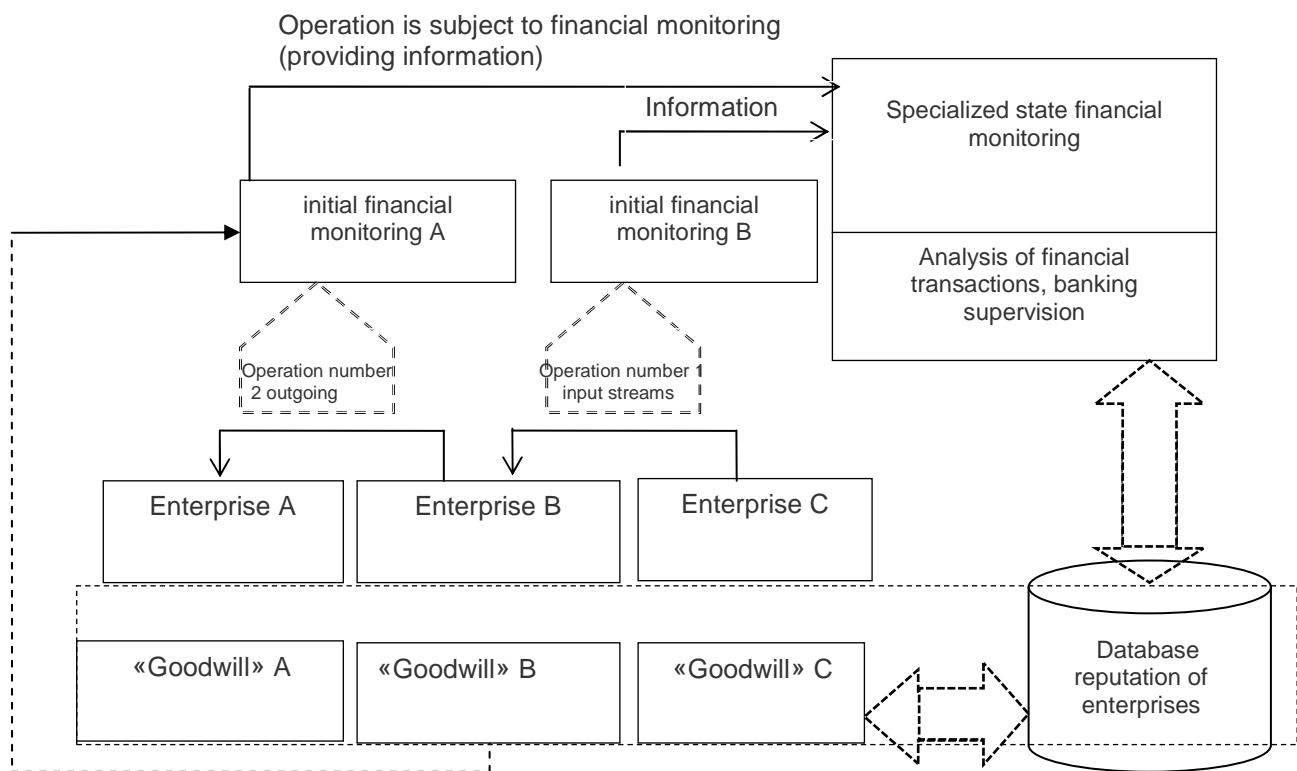 Operation is subject to financial monitoring
(providing information)
Information
Specialized state financial
monitoring
initial financial
monitoring A
initial financial
monitoring B
Analysis of financial
transactions, banking
supervision
Operation number
2 outgoing
Operation number 1
input streams
Enterprise A
Enterprise B
Enterprise C
«Goodwill» A
«Goodwill» B
«Goodwill» C
Database
reputation of
enterprises